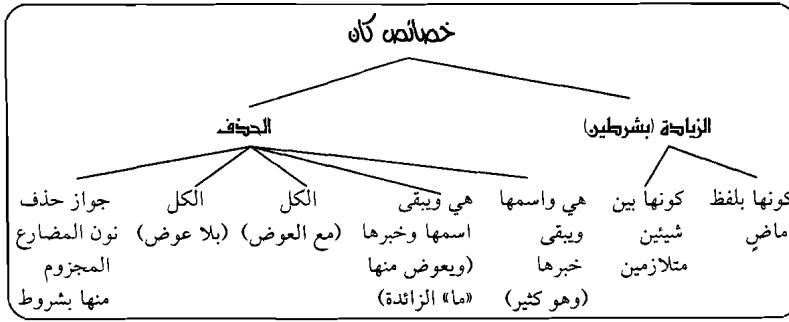 خصائص كان
الزيادة (بشرطين)
الحذف
كونها بلفظ
ماضٍ
كونها بين
شيئين
متلازمين
هي واسمها
ويبقى
خبرها
(وهو كثير)
هي ويبقى
اسمها وخبرها
(ويعوض منها
«ما» الزائدة)
الكل
(مع العوض)
الكل
(بلا عوض)
جواز حذف
نون المضارع
المجزوم
منها بشروط